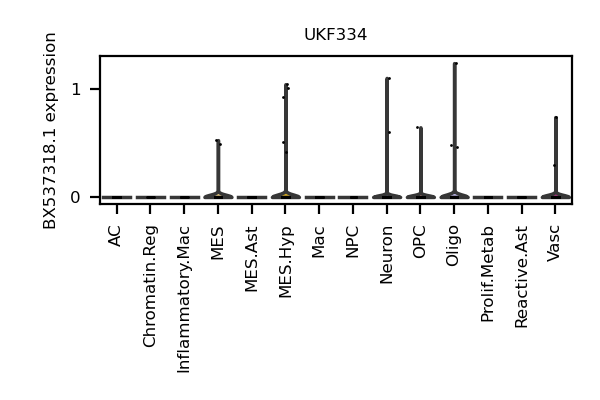 UKF334
BX537318.1 expression
1
0
AC
Chromatin.Reg
Inflammatory.Mac
MES
MES.Ast
MES.Hyp
Mac
NPC
Neuron
OPC
Oligo
Prolif.Metab
Reactive.Ast
Vasc